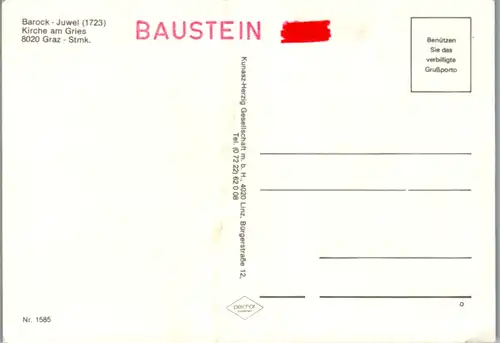 Barock - Juwel (1723)
Kirche am Gries
8020 Graz - Stmk.
BAUSTEIN
Benützen
Sie das
verbilligte
Grußporto
Kunasz-Herzig Gesellschaft m. b. H., 4020 Linz, Bürgerstraße 12,
Tel. (0 72 22) 62 0 08
Nr. 1585